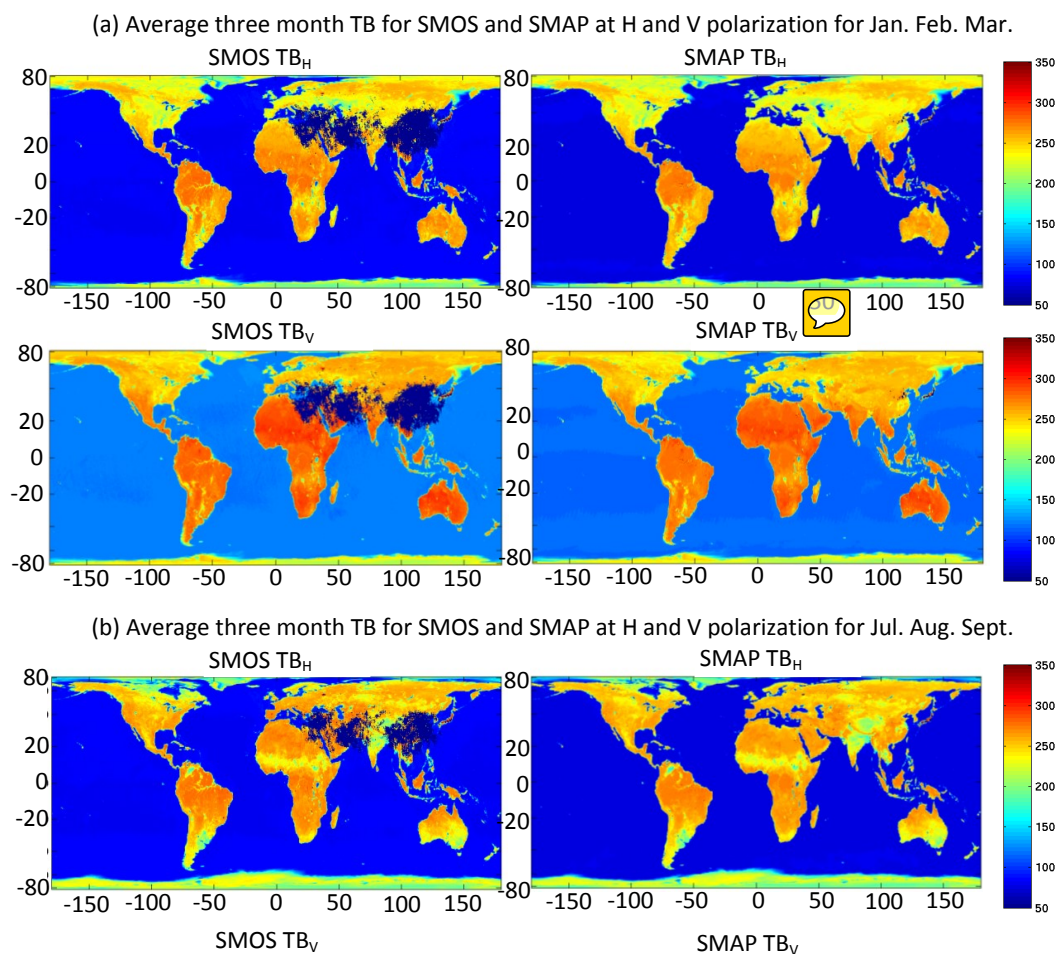 (a) Average three month TB for SMOS and SMAP at H and V polarization for Jan. Feb. Mar.
SMOS TBH SMAP TBH
80 80 350
300
250
20 20 200
0 0
-20 -20 150
100
-80 -80 50
-150 -100 -50 0 50 100 150 -150 -100 -50 0 50 100 150
SMOS TBV SMAP TBV
80 80 350
300
250
20 20 200
0 0
-20 -20 150
100
-80 -80 50
-150 -100 -50 0 50 100 150 -150 -100 -50 0 50 100 150
(b) Average three month TB for SMOS and SMAP at H and V polarization for Jul. Aug. Sept.
SMOS TBH SMAP TBH
80 80 350
300
250
20 20 200
0 0
-20 -20 150
100
-80 -80 50
-150 -100 -50 0 50 100 150 -150 -100 -50 0 50 100 150
SMOS TBV SMAP TBV